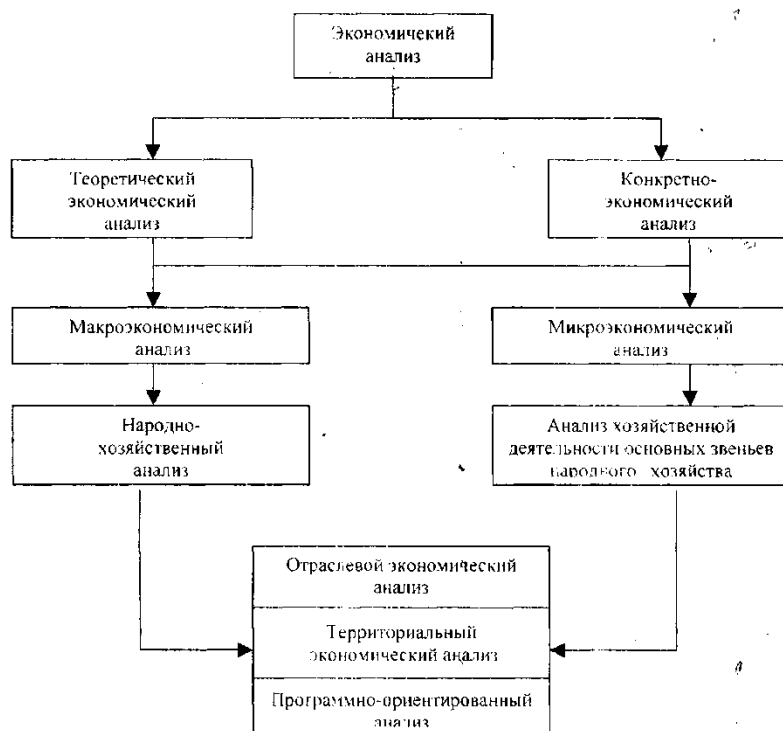 Экономичекий
анализ
Теоретический
экономический
анализ
Конкретно-
экономический
анализ
Макроэкономический
анализ
Микроэкономический
анализ
Народно-
хозяйственный
анализ
Анализ хозяйственной
деятельности основных звеньев
народного хозяйства
Отраслевой экономический
анализ
Территориальный
экономический анализ
Программно-ориентированный
анализ